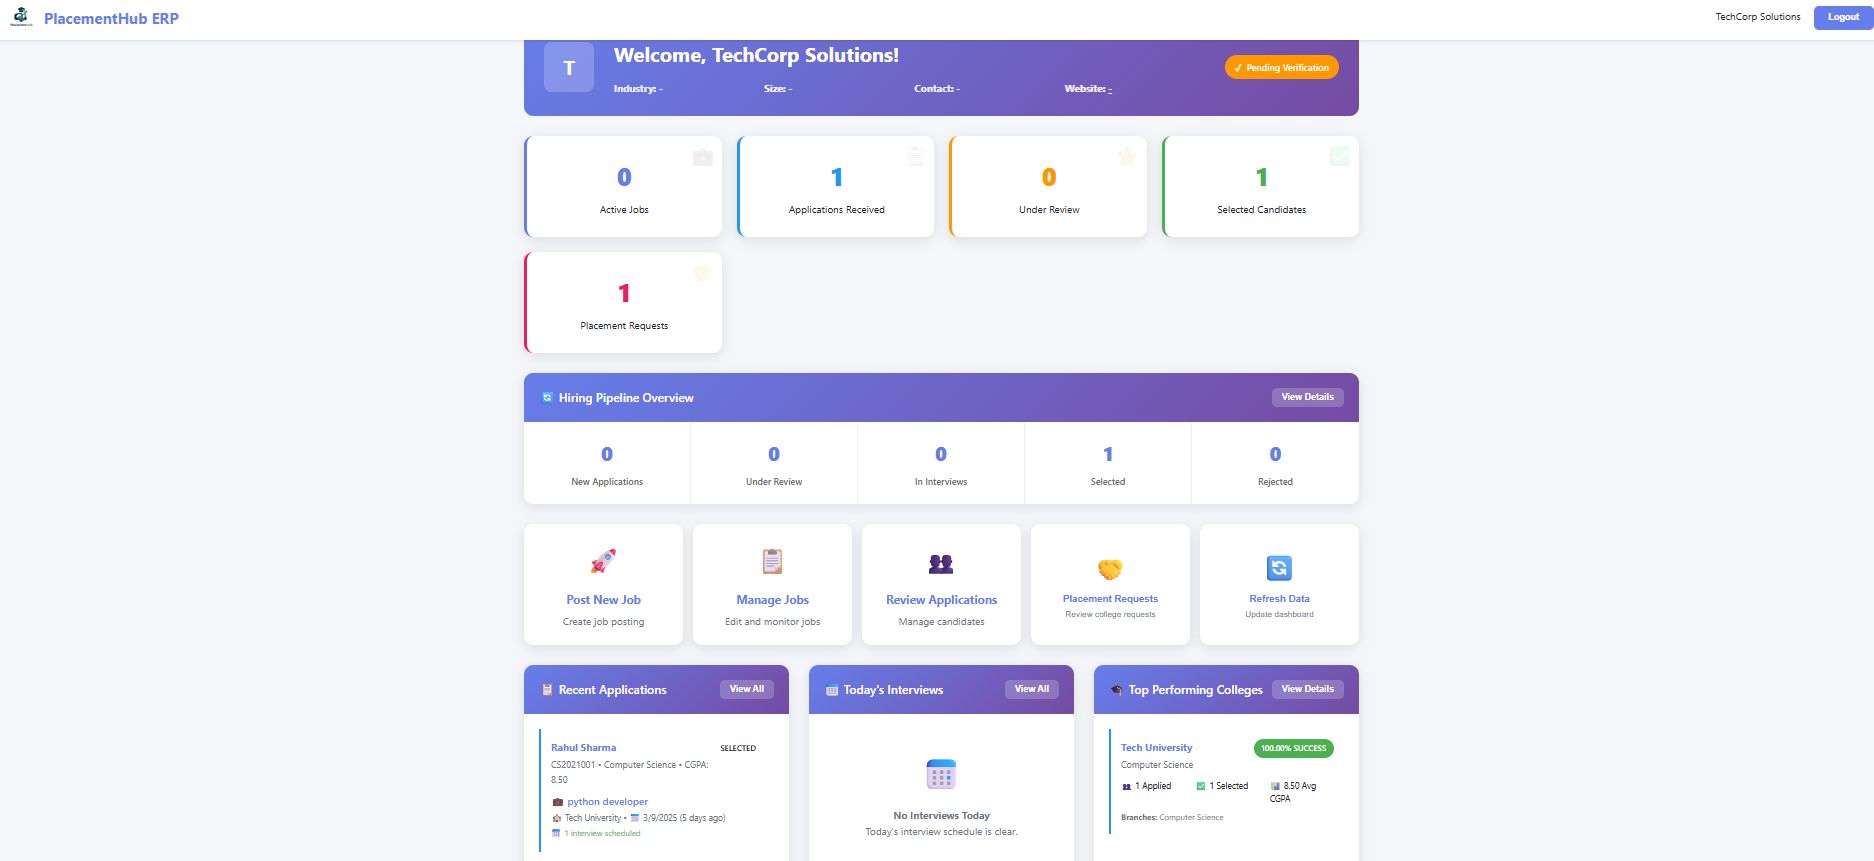 PlacementHub ERP
TechCorp Solutions
Logout
T
Welcome, TechCorp Solutions!
✓ Pending Verification
Industry: -
Size: -
Contact: -
Website: -
0
Active Jobs
1
Applications Received
0
Under Review
1
Selected Candidates
1
Placement Requests
Hiring Pipeline Overview
View Details
0
New Applications
0
Under Review
0
In Interviews
1
Selected
0
Rejected
Post New Job
Create job posting
Manage Jobs
Edit and monitor jobs
Review Applications
Manage candidates
Placement Requests
Review college requests
Refresh Data
Update dashboard
Recent Applications
View All
Rahul Sharma
SELECTED
CS2021001 • Computer Science • CGPA:
8.50
python developer
Tech University • 3/9/2025 (5 days ago)
1 interview scheduled
Today's Interviews
View All
No Interviews Today
Today's interview schedule is clear.
Top Performing Colleges
View Details
Tech University
100.00% SUCCESS
Computer Science
1 Applied
1 Selected
8.50 Avg
CGPA
Branches: Computer Science